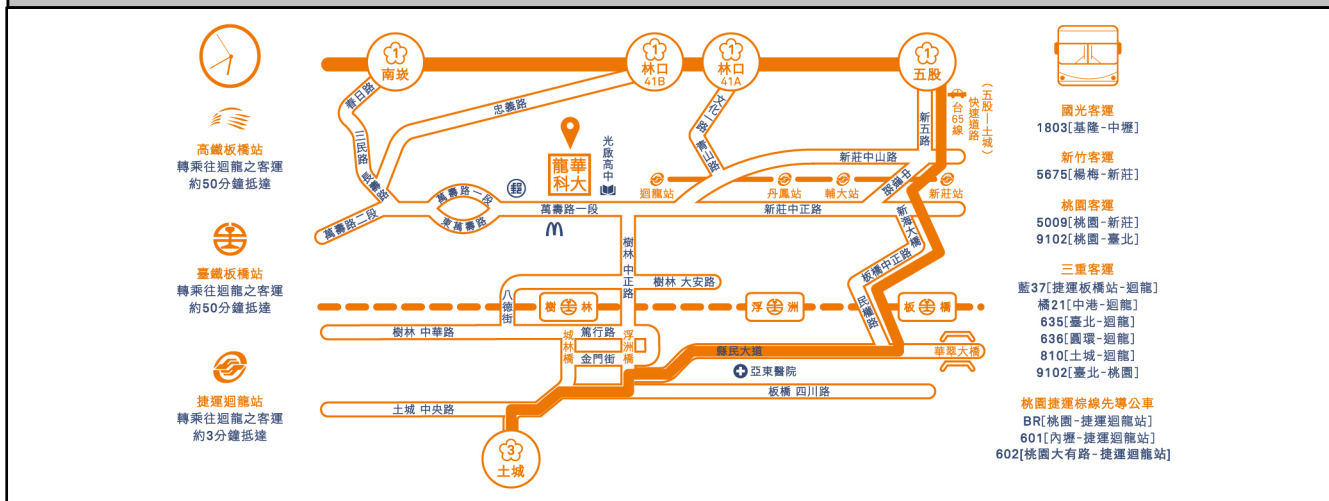 高鐵板橋站
轉乘往迴龍之客運
約50分鐘抵達
臺鐵板橋站
轉乘往迴龍之客運
約50分鐘抵達
捷運迴龍站
轉乘往迴龍之客運
約3分鐘抵達
1
南崁
1
林口
41B
1
林口
41A
1
五股
春日路
三民路
忠義路
文化一路
青山路
新五路
台65線
快速道路
(五股—土城)
龍華
科大
光啟高中
郵
新莊中山路
迴龍站
丹鳳站
輔大站
新莊站
中環路
長壽路
萬壽路二段
萬壽路一段
東萬壽路
萬壽路一段
新莊中正路
新海大橋
樹林 中正路
樹林 大安路
板橋中正路
民權路
八德街
樹林
浮洲
板橋
樹林 中華路
篤行路
金門街
城林橋
浮洲橋
縣民大道
華翠大橋
亞東醫院
板橋 四川路
土城 中央路
3
土城
國光客運
1803[基隆-中壢]
新竹客運
5675[楊梅-新莊]
桃園客運
5009[桃園-新莊]
9102[桃園-臺北]
三重客運
藍37[捷運板橋站-迴龍]
橘21[中港-迴龍]
635[臺北-迴龍]
636[圓環-迴龍]
810[土城-迴龍]
9102[臺北-桃園]
桃園捷運棕線先導公車
BR[桃園-捷運迴龍站]
601[內壢-捷運迴龍站]
602[桃園大有路-捷運迴龍站]